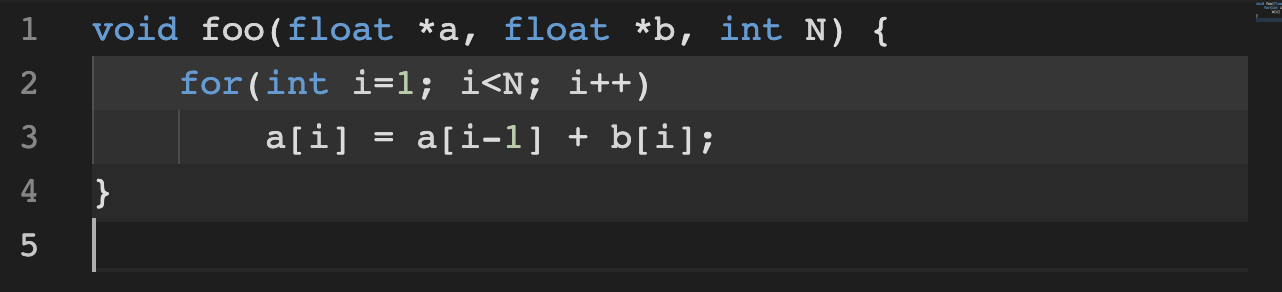 1 void foo(float *a, float *b, int N) {
2 for(int i=1; i<N; i++)
3 a[i] = a[i-1] + b[i];
4 }
5